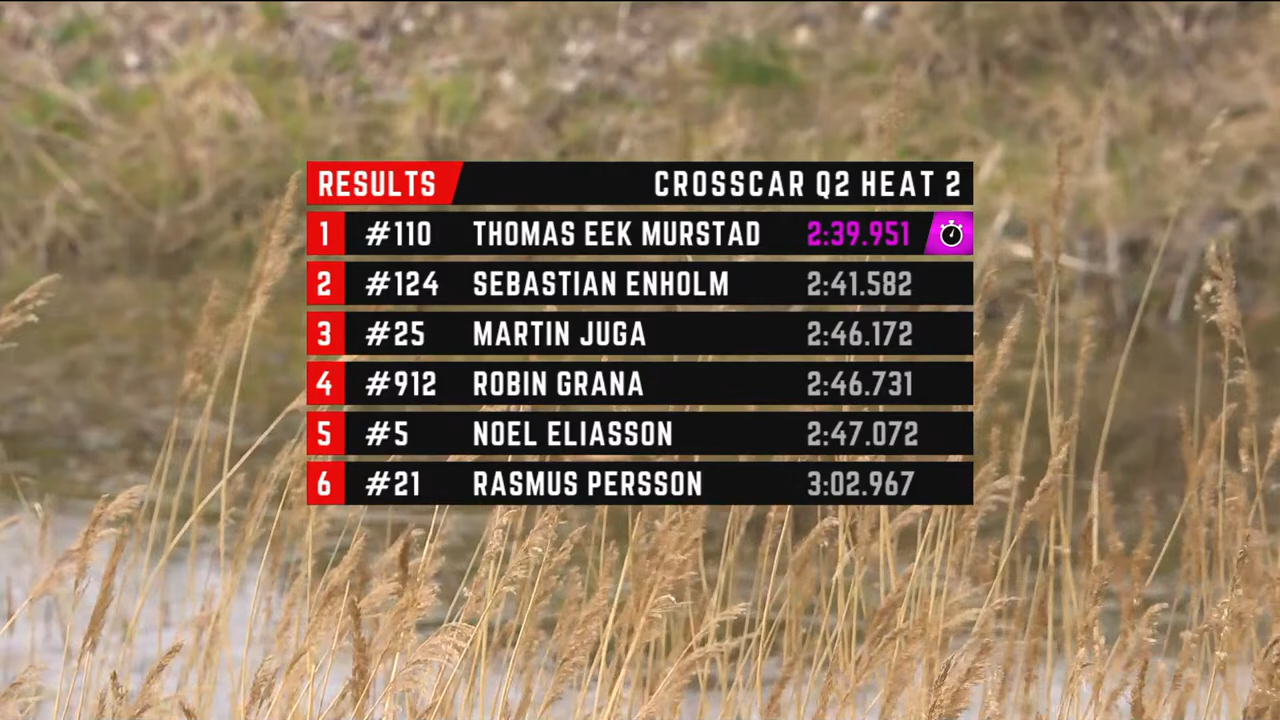 RESULTS CROSSCAR Q2 HEAT 2
1 #110 THOMAS EEK MURSTAD 2:39.951
2 #124 SEBASTIAN ENHOLM 2:41.582
3 #25 MARTIN JUGA 2:46.172
4 #912 ROBIN GRANA 2:46.731
5 #5 NOEL ELIASSON 2:47.072
6 #21 RASMUS PERSSON 3:02.967